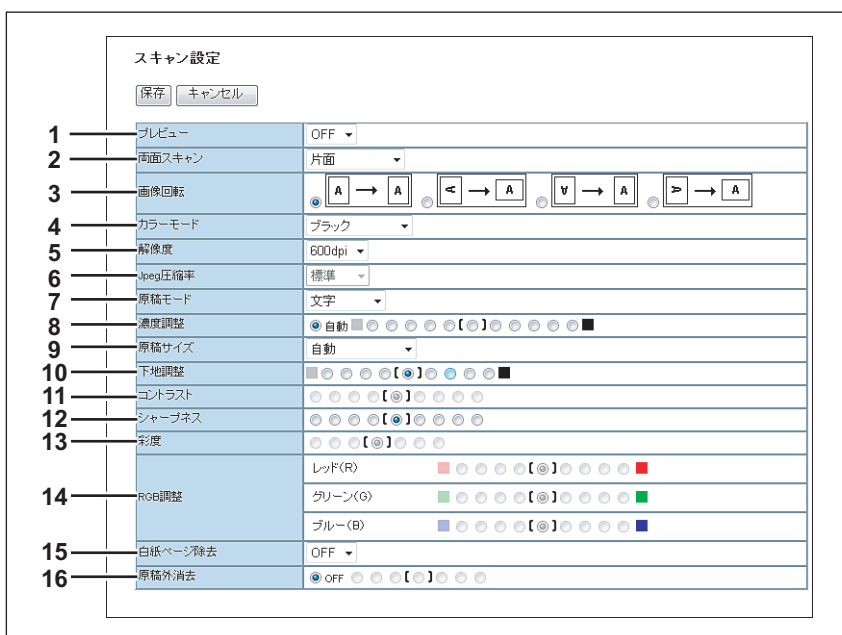 スキャン設定
保存 キャンセル
1 プレビュー OFF
2 両面スキャン 片面
3 画像回転 A → A A → A A → A A → A
4 カラーモード ブラック
5 解像度 600dpi
6 Jpeg圧縮率 標準
7 原稿モード 文字
8 濃度調整 自動 [ ]
9 原稿サイズ 自動
10 下地調整 [ ]
11 コントラスト [ ]
12 シャープネス [ ]
13 彩度 [ ]
レッド(R) [ ]
14 RGB調整 グリーン(G) [ ]
ブルー(B) [ ]
15 白紙ページ除去 OFF
16 原稿外消去 OFF [ ]